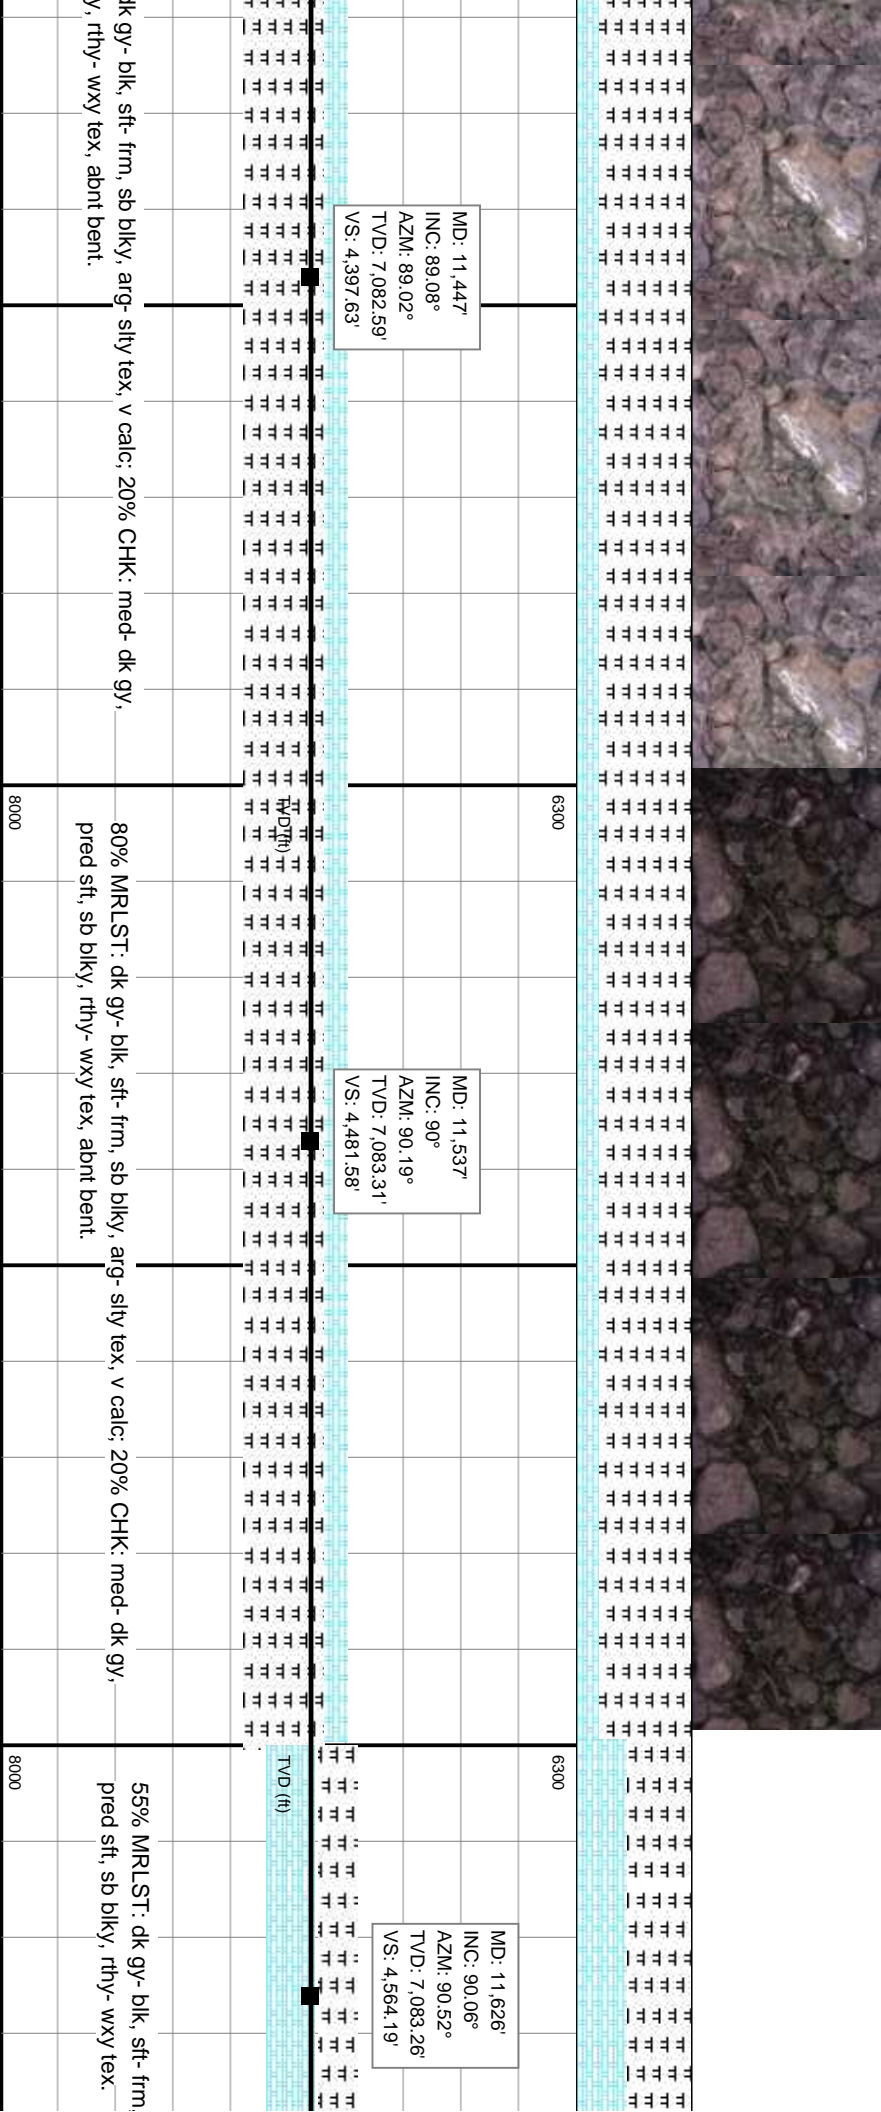 dk gy- blk, sft- frm, sb blky, arg- slty tex, v calc; 20% CHK: med- dk gy,
y, rthy- wxy tex, abnt bent.
MD: 11,447'
INC: 89.08°
AZM: 89.02°
TVD: 7,082.59'
VS: 4,397.63'
6300
TVD (ft)
8000
80% MRLST: dk gy- blk, sft- frm, sb blky, arg- slty tex, v calc; 20% CHK: med- dk gy,
pred sft, sb blky, rthy- wxy tex, abnt bent.
MD: 11,537'
INC: 90°
AZM: 90.19°
TVD: 7,083.31'
VS: 4,481.58'
6300
TVD (ft)
8000
55% MRLST: dk gy- blk, sft- frm,
pred sft, sb blky, rthy- wxy tex.
MD: 11,626'
INC: 90.06°
AZM: 90.52°
TVD: 7,083.26'
VS: 4,564.19'